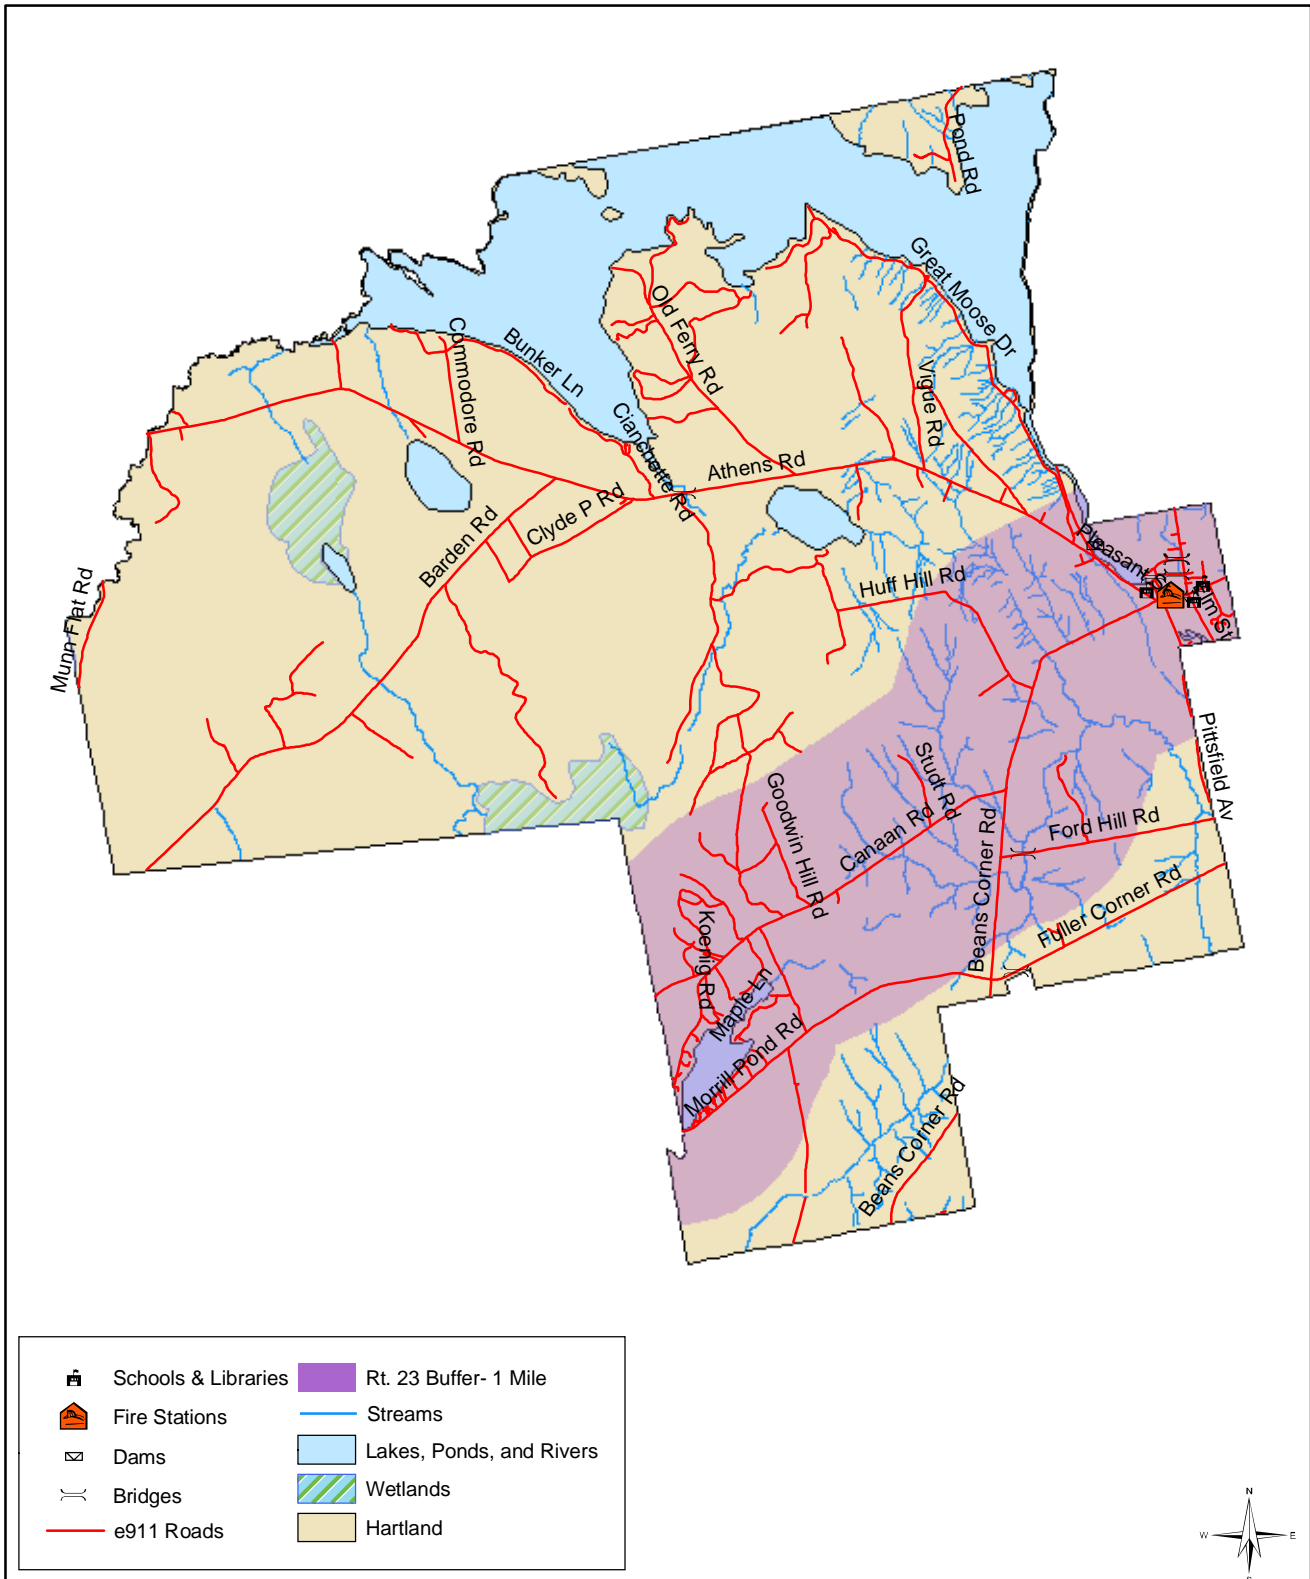 Pond Rd
Great Moose Dr
Old Ferry Rd
Commodore Rd
Bunker Ln
Vigue Rd
Cianchette Rd
Athens Rd
Clyde P Rd
Barden Rd
Pleasant St
Elm St
Huff Hill Rd
Munn Flat Rd
Pittsfield Av
Studt Rd
Goodwin Hill Rd
Canaan Rd
Ford Hill Rd
Beans Corner Rd
Fuller Corner Rd
Koenig Rd
Maple Ln
Morrill Pond Rd
Beans Corner Rd
Schools & Libraries
Fire Stations
Dams
Bridges
e911 Roads
Rt. 23 Buffer- 1 Mile
Streams
Lakes, Ponds, and Rivers
Wetlands
Hartland
N
W E
S